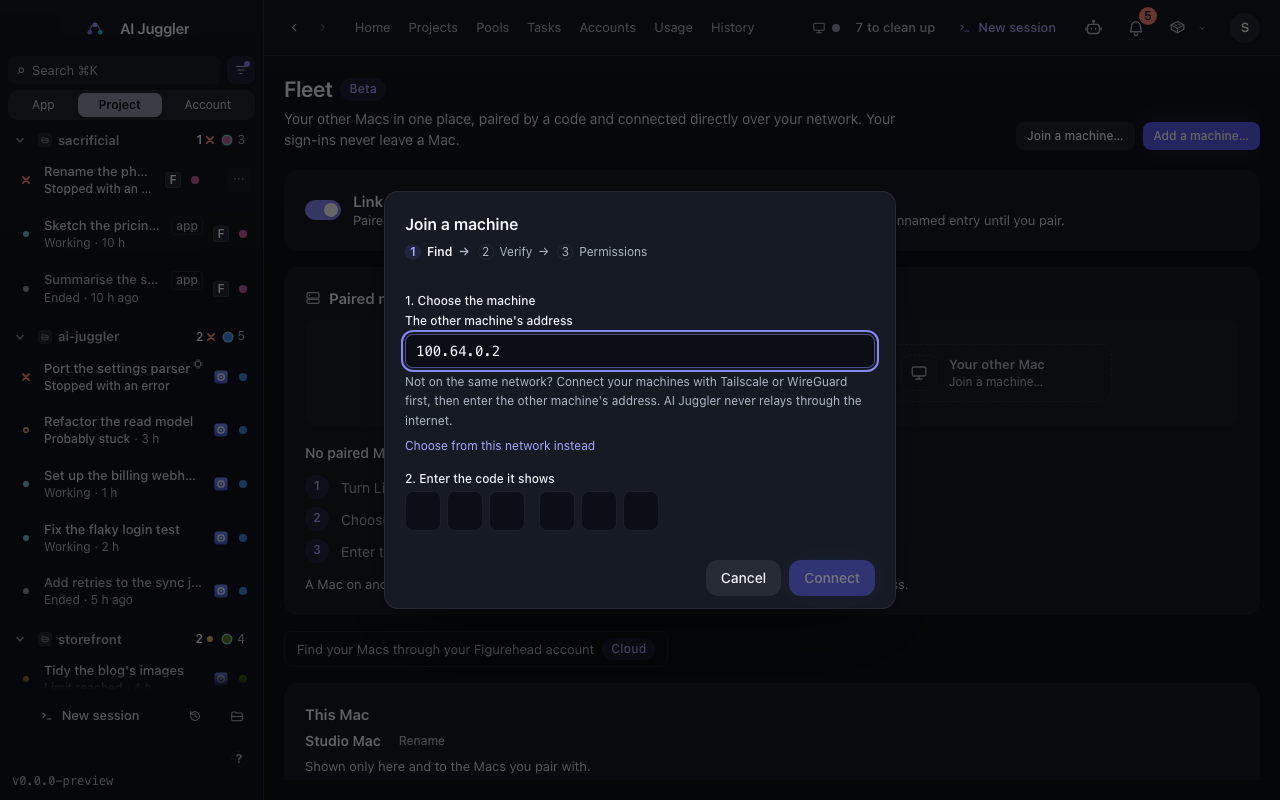 AI Juggler
Home Projects Pools Tasks Accounts Usage History
7 to clean up
New session
5
S
Search ⌘K
App Project Account
sacrificial 1 3
Rename the ph... F
Stopped with an ...
Sketch the pricin... app F
Working · 10 h
Summarise the s... app F
Ended · 10 h ago
ai-juggler 2 5
Port the settings parser
Stopped with an error
Refactor the read model
Probably stuck · 3 h
Set up the billing webh...
Working · 1 h
Fix the flaky login test
Working · 2 h
Add retries to the sync j...
Ended · 5 h ago
storefront 2 4
Tidy the blog's images
New session
?
v0.0.0-preview
Fleet Beta
Your other Macs in one place, paired by a code and connected directly over your network. Your
sign-ins never leave a Mac.
Join a machine...
Add a machine...
Link
Paire
nnamed entry until you pair.
Paired
Your other Mac
Join a machine...
No paired M
1 Turn Li
2 Choos
3 Enter t
A Mac on an
s.
Join a machine
1 Find → 2 Verify → 3 Permissions
1. Choose the machine
The other machine's address
100.64.0.2
Not on the same network? Connect your machines with Tailscale or WireGuard
first, then enter the other machine's address. AI Juggler never relays through the
internet.
Choose from this network instead
2. Enter the code it shows
Cancel
Connect
Find your Macs through your Figurehead account Cloud
This Mac
Studio Mac Rename
Shown only here and to the Macs you pair with.